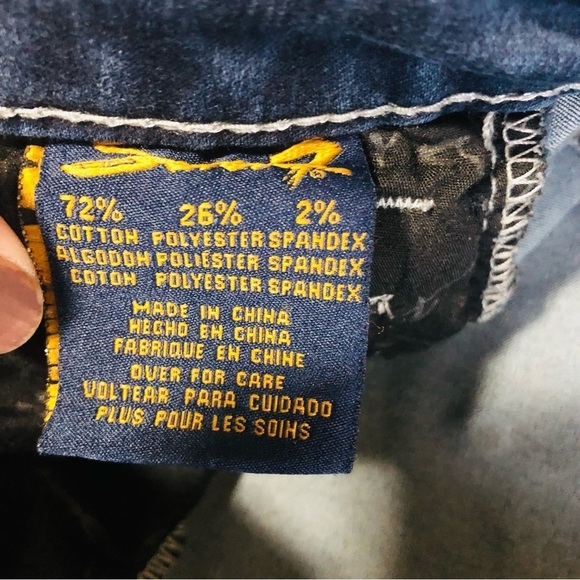 72% 26% 2%
COTTON POLYESTER SPANDEX
ALGODON POLIESTER SPANDEX
COTON POLYESTER SPANDEX
MADE IN CHINA
HECHO EN CHINA
FABRIQUE EN CHINE
OVER FOR CARE
VOLTEAR PARA CUIDADO
PLUS POUR LES SOINS